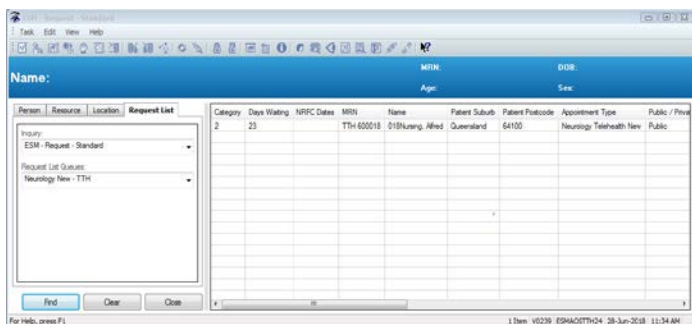 ESM - Request - Standard
Task Edit View Help
Name:
MRN:
DOB:
Age:
Sex:
Person Resource Location Request List
Inquiry:
ESM - Request - Standard
Request List Queues:
Neurology New - TTH
Find Clear Close
Category Days Waiting NRFC Dates MRN Name Patient Suburb Patient Postcode Appointment Type Public / Priva
2 23 TTH 600018 018Nursing, Alfred Queensland 64100 Neurology Telehealth New Public
For Help, press F1
1 Item V0239 ESMAOSTTH24 28-Jun-2018 11:34 AM